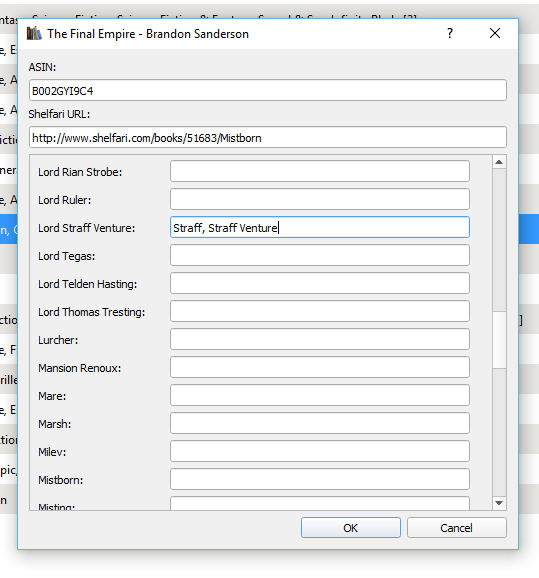 The Final Empire - Brandon Sanderson
ASIN:
B002GYI9C4
Shelfari URL:
http://www.shelfari.com/books/51683/Mistborn
Lord Rian Strobe:
Lord Ruler:
Lord Straff Venture: Straff, Straff Venture
Lord Tegas:
Lord Telden Hasting:
Lord Thomas Tresting:
Lurcher:
Mansion Renoux:
Mare:
Marsh:
Milev:
Mistborn:
Misting:
OK Cancel